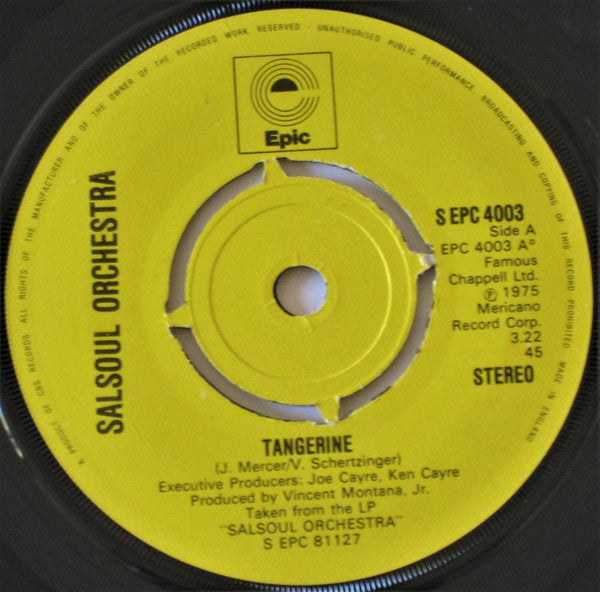 A PRODUCT OF CBS RECORDS ALL RIGHTS OF THE MANUFACTURER AND OF THE OWNER OF THE RECORDED WORK RESERVED - UNAUTHORISED PUBLIC PERFORMANCE, BROADCASTING AND COPYING OF THIS RECORD PROHIBITED MADE IN ENGLAND
Epic
SALSOUL ORCHESTRA
S EPC 4003
Side A
EPC 4003 A°
Famous
Chappell Ltd.
℗ 1975
Mericano
Record Corp.
3.22
45
STEREO
TANGERINE
(J. Mercer/V. Schertzinger)
Executive Producers: Joe Cayre, Ken Cayre
Produced by Vincent Montana, Jr.
Taken from the LP
"SALSOUL ORCHESTRA"
S EPC 81127